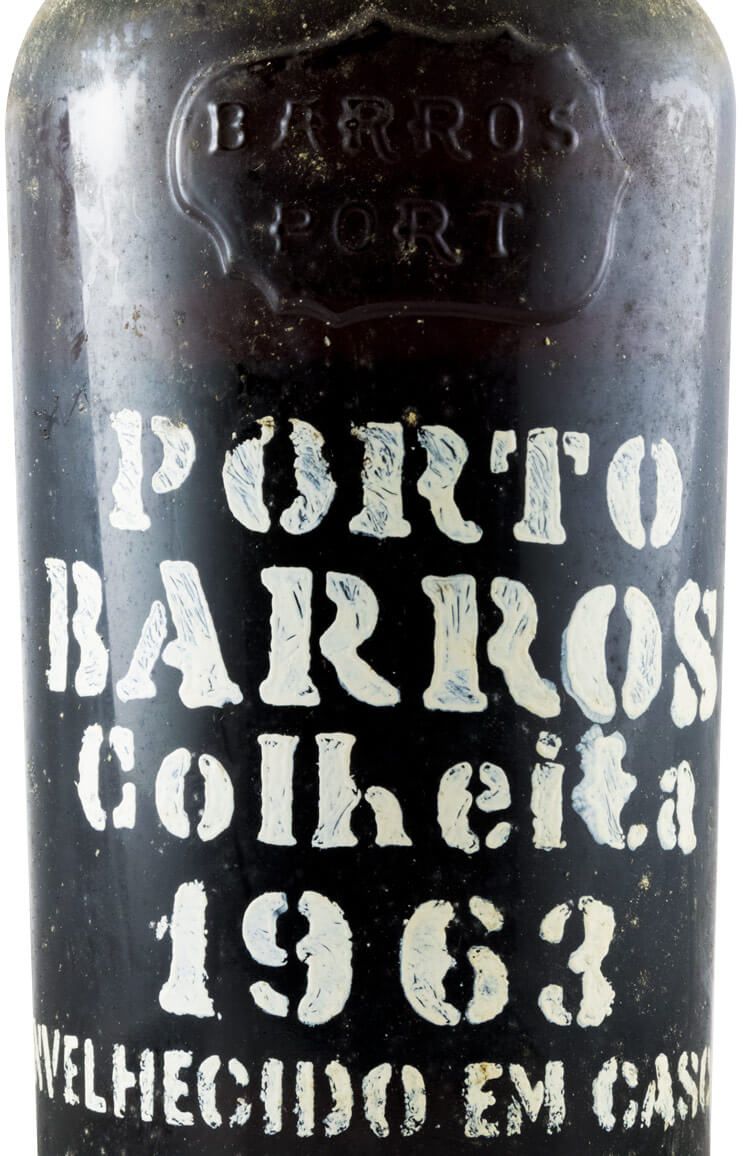 BARROS
PORT
PORTO
BARROS
Colheita
1963
NVELHECIDO EM CASC